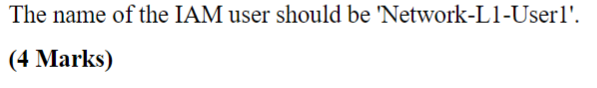 The name of the IAM user should be 'Network-L1-User1'.
(4 Marks)